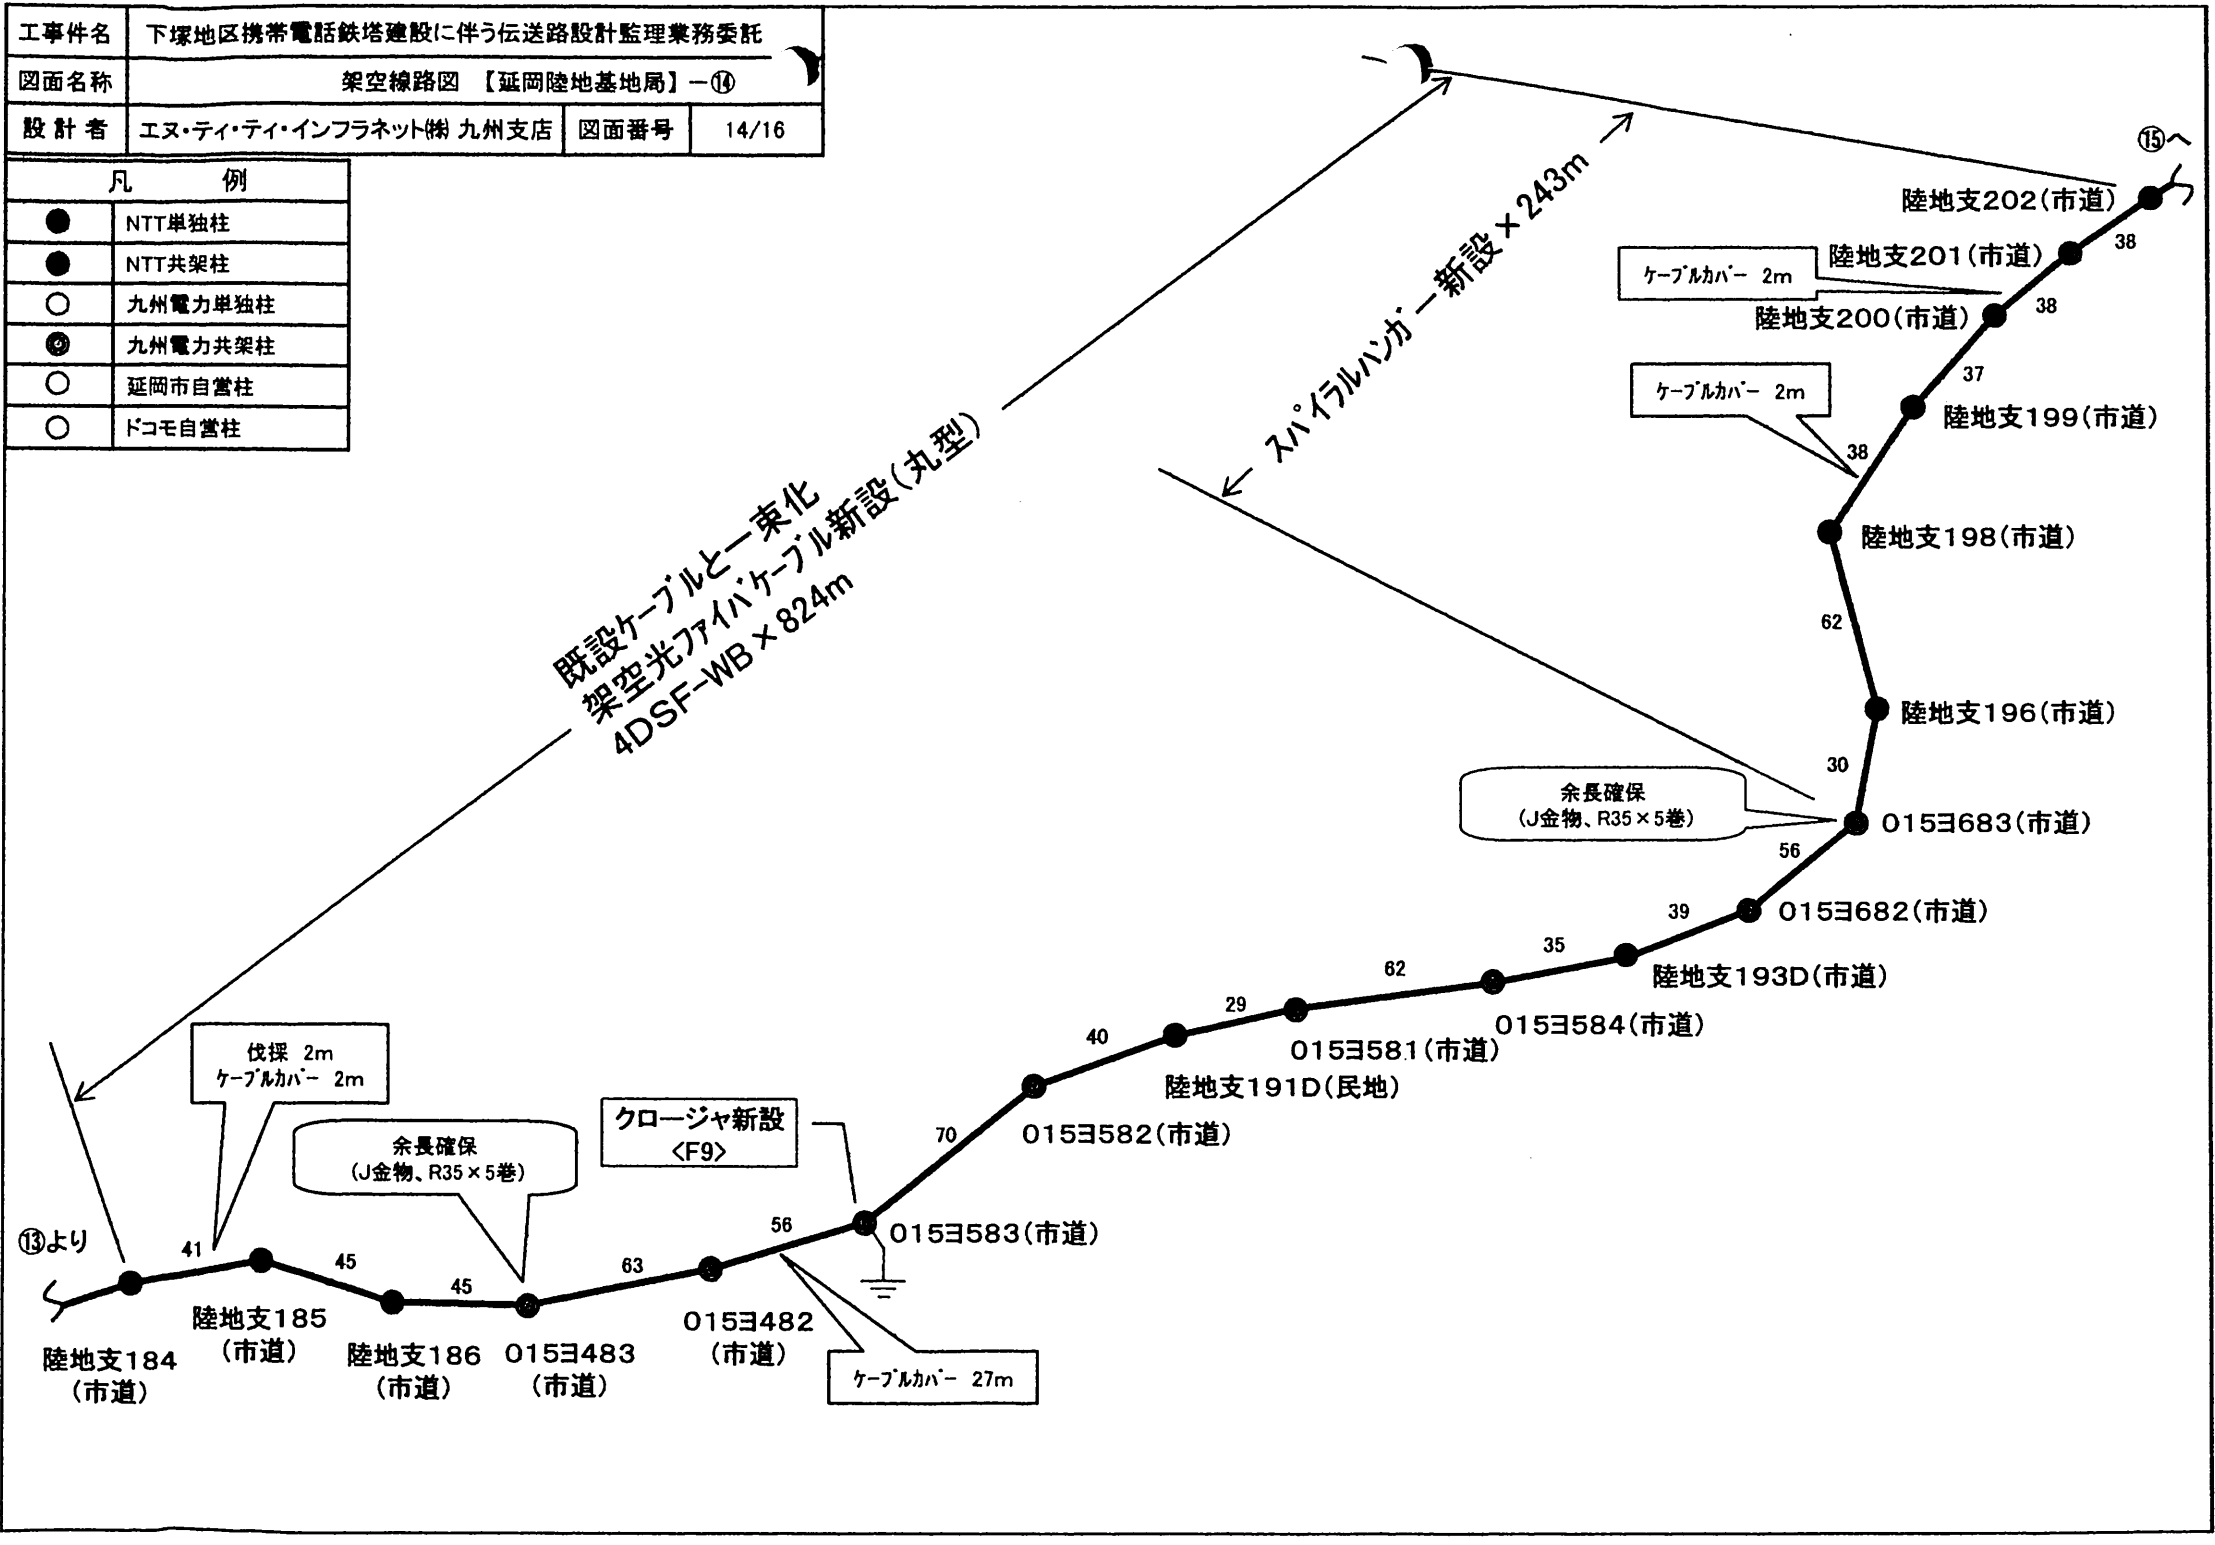 工事件名 下塚地区携帯電話鉄塔建設に伴う伝送路設計監理業務委託
図面名称 架空線路図 【延岡陸地基地局】－⑭
設計者 エヌ・ティ・ティ・インフラネット㈱ 九州支店 図面番号 14/16
凡 例
NTT単独柱
NTT共架柱
九州電力単独柱
九州電力共架柱
延岡市自営柱
ドコモ自営柱
⑮へ
陸地支202(市道)
38
陸地支201(市道)
ｹｰﾌﾞﾙｶﾊﾞｰ 2m
38
陸地支200(市道)
37
ｹｰﾌﾞﾙｶﾊﾞｰ 2m
陸地支199(市道)
38
陸地支198(市道)
62
陸地支196(市道)
30
スパイラルハンガー新設×243m
既設ケーブルと一束化
架空光ファイバケーブル新設(丸型)
4DSF-WB×824m
余長確保
(J金物、R35×5巻)
015ヨ683(市道)
56
015ヨ682(市道)
39
陸地支193D(市道)
35
015ヨ584(市道)
62
015ヨ581(市道)
29
陸地支191D(民地)
40
015ヨ582(市道)
70
クロージャ新設
<F9>
015ヨ583(市道)
56
ｹｰﾌﾞﾙｶﾊﾞｰ 27m
015ヨ482
(市道)
63
余長確保
(J金物、R35×5巻)
015ヨ483
(市道)
45
陸地支186
(市道)
45
伐採 2m
ｹｰﾌﾞﾙｶﾊﾞｰ 2m
陸地支185
(市道)
41
陸地支184
(市道)
⑬より